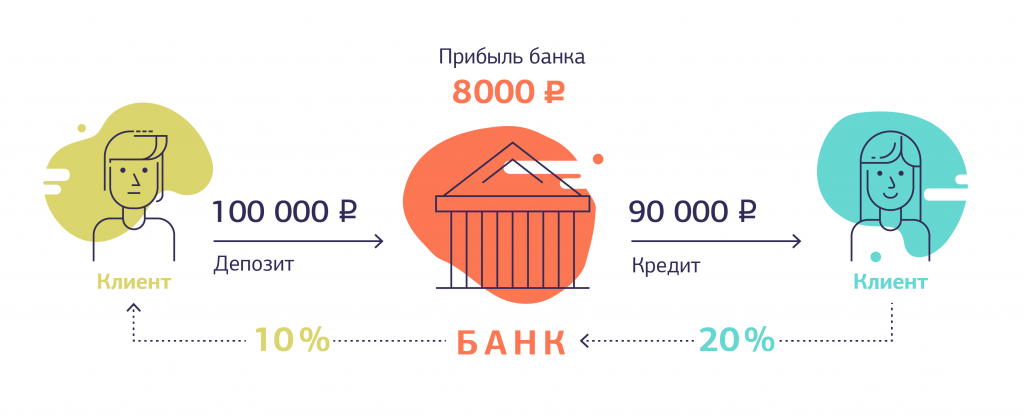 Прибыль банка
8000 ₽
100 000 ₽
Депозит
90 000 ₽
Кредит
Клиент
Клиент
10%
БАНК
20%